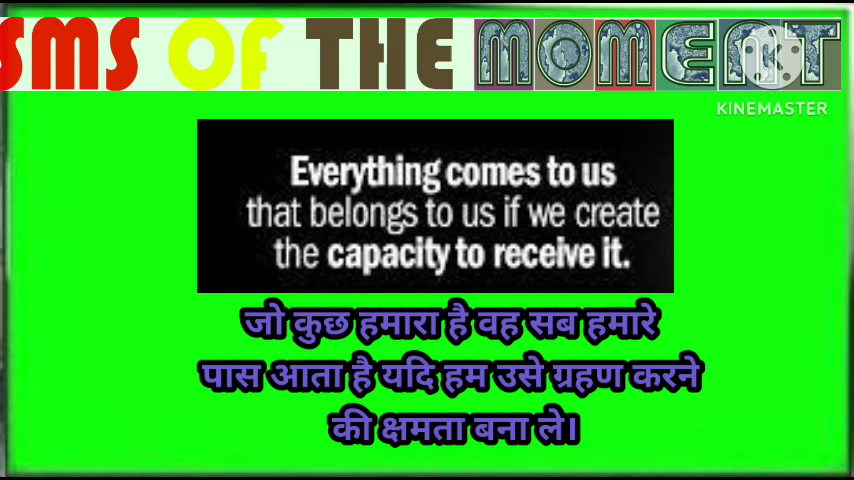 SMS OF THE MOMENT
KINEMASTER
Everything comes to us
that belongs to us if we create
the capacity to receive it.
जो कुछ हमारा है वह सब हमारे
पास आता है यदि हम उसे ग्रहण करने
की क्षमता बना ले।